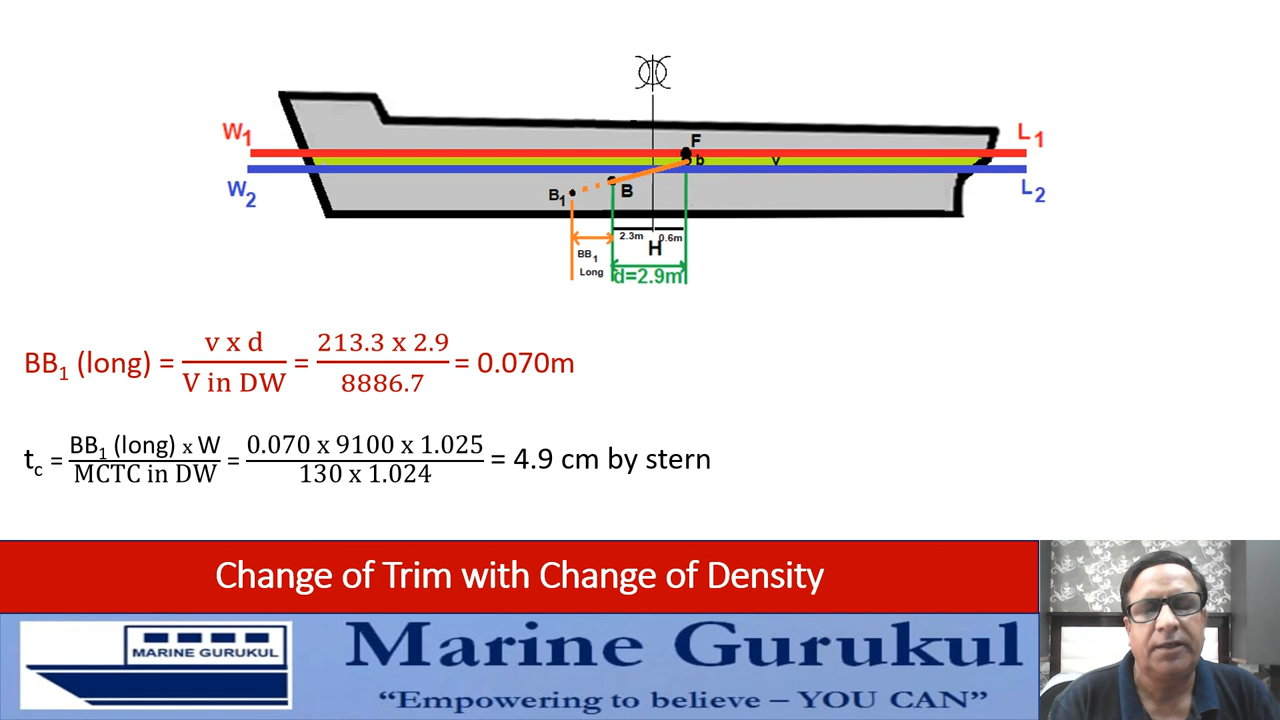 W₁ L₁
F
b v
W₂ L₂
B₁ B
2.3m 0.6m
H
BB₁
Long
d=2.9m
BB₁ (long) = v x d / V in DW = 213.3 x 2.9 / 8886.7 = 0.070m
t_c = BB₁ (long) x W / MCTC in DW = 0.070 x 9100 x 1.025 / 130 x 1.024 = 4.9 cm by stern
Change of Trim with Change of Density
MARINE GURUKUL
Marine Gurukul
“Empowering to believe – YOU CAN”